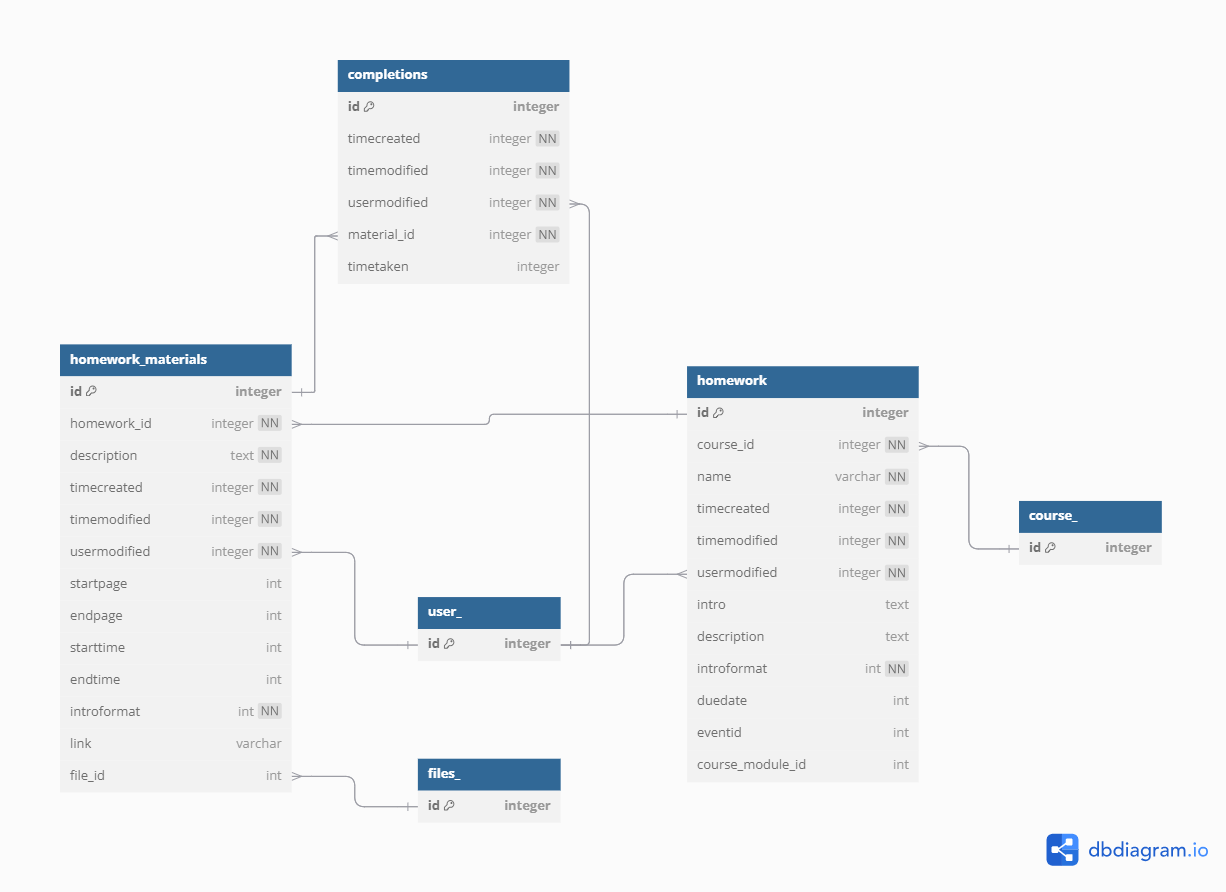 completions
id integer
timecreated integer NN
timemodified integer NN
usermodified integer NN
material_id integer NN
timetaken integer
homework_materials
id integer
homework_id integer NN
description text NN
timecreated integer NN
timemodified integer NN
usermodified integer NN
startpage int
endpage int
starttime int
endtime int
introformat int NN
link varchar
file_id int
user_
id integer
files_
id integer
homework
id integer
course_id integer NN
name varchar NN
timecreated integer NN
timemodified integer NN
usermodified integer NN
intro text
description text
introformat int NN
duedate int
eventid int
course_module_id int
course_
id integer
dbdiagram.io